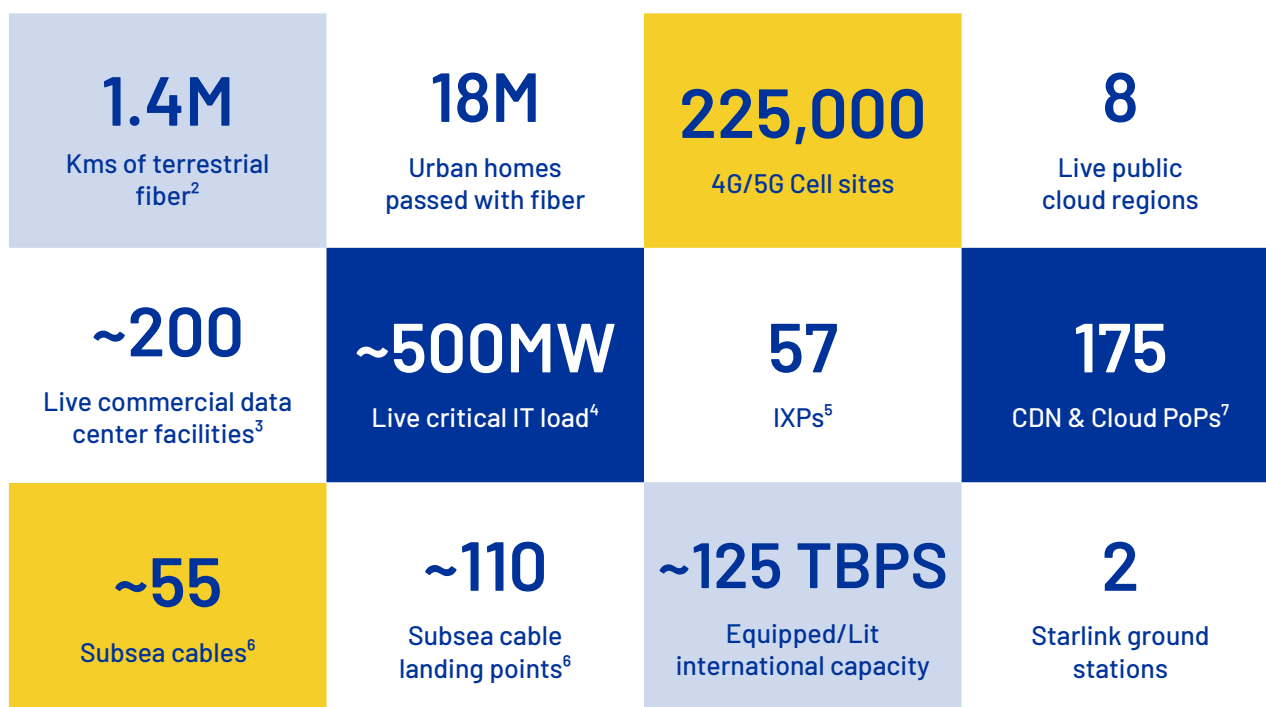 1.4M
Kms of terrestrial
fiber²
18M
Urban homes
passed with fiber
225,000
4G/5G Cell sites
8
Live public
cloud regions
~200
Live commercial data
center facilities³
~500MW
Live critical IT load⁴
57
IXPs⁵
175
CDN & Cloud PoPs⁷
~55
Subsea cables⁶
~110
Subsea cable
landing points⁶
~125 TBPS
Equipped/Lit
international capacity
2
Starlink ground
stations